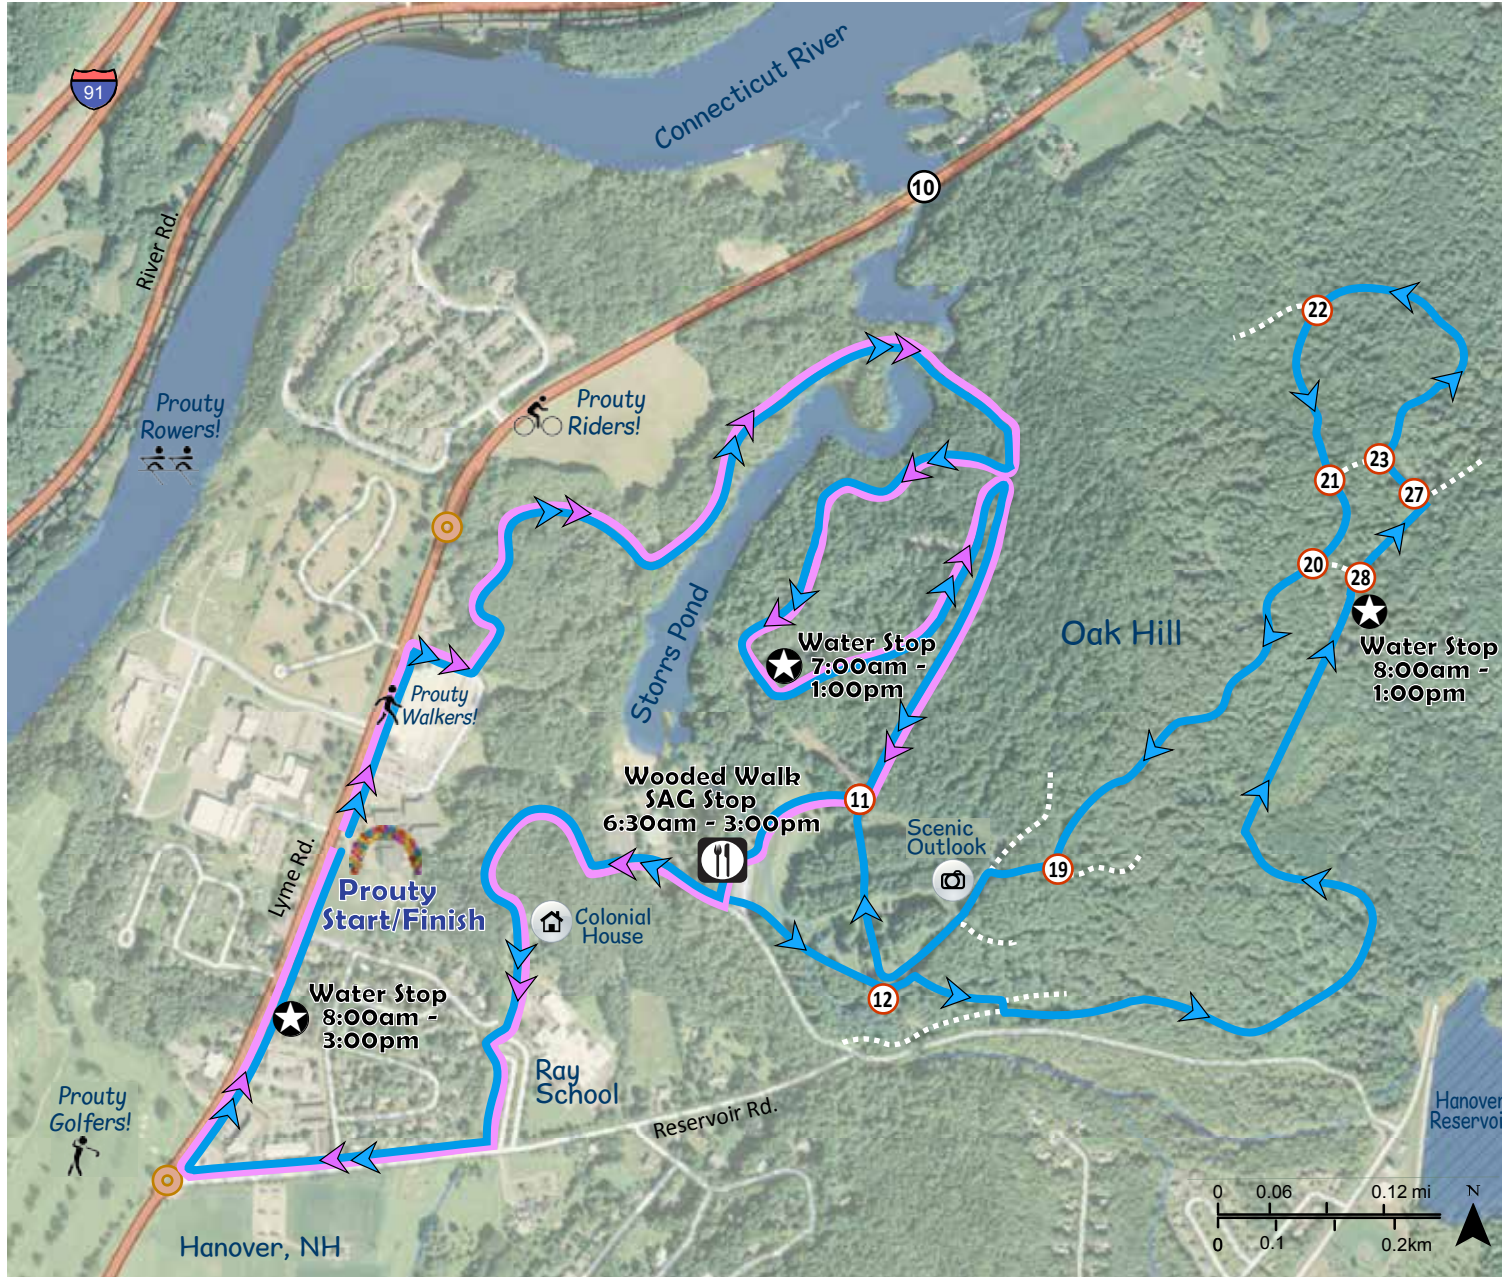 91
Connecticut River
10
River Rd.
22
Prouty
Rowers!
Prouty
Riders!
23
21
27
20
28
Storrs Pond
Oak Hill
Water Stop
7:00am -
1:00pm
Water Stop
8:00am -
1:00pm
Prouty
Walkers!
Wooded Walk
SAG Stop
6:30am - 3:00pm
11
Scenic
Outlook
19
Lyme Rd.
Prouty
Start/Finish
Colonial
House
12
Water Stop
8:00am -
3:00pm
Ray
School
Reservoir Rd.
Prouty
Golfers!
Hanover
Reservoi
Hanover, NH
0 0.06 0.12 mi
0 0.1 0.2km
N